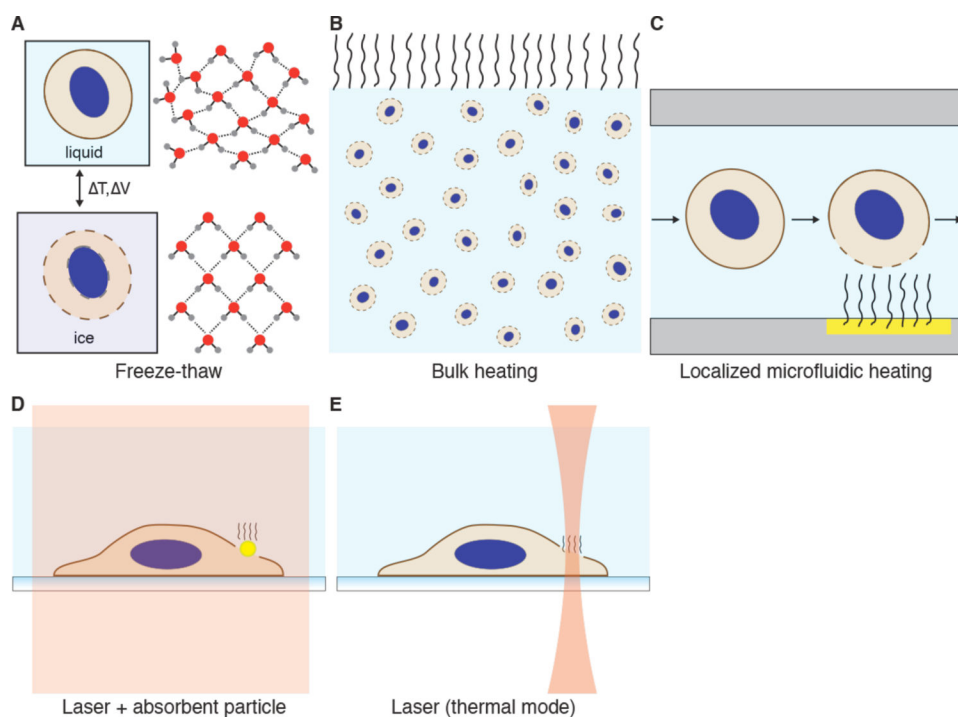 A
liquid
ΔT,ΔV
ice
Freeze-thaw
B
Bulk heating
C
Localized microfluidic heating
D
Laser + absorbent particle
E
Laser (thermal mode)